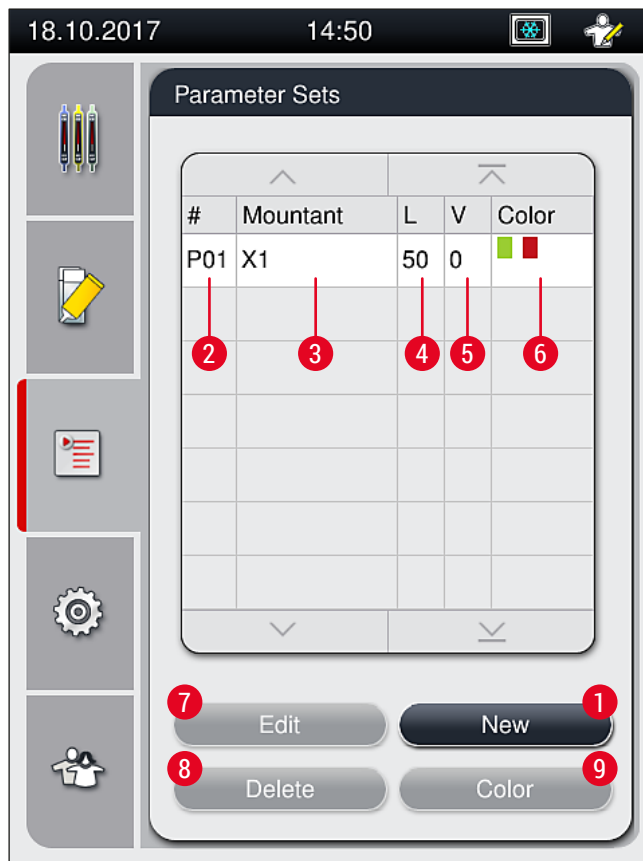 18.10.2017 14:50
Parameter Sets
# Mountant L V Color
P01 X1 50 0
2 3 4 5 6
7 1
Edit New
8 9
Delete Color